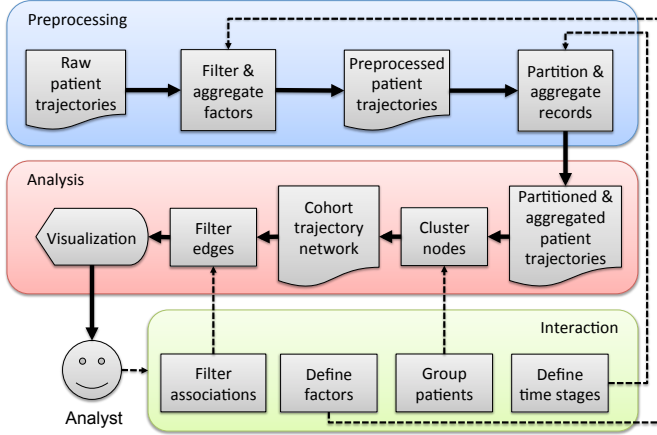 Preprocessing
Raw
patient
trajectories
Filter &
aggregate
factors
Preprocessed
patient
trajectories
Partition &
aggregate
records
Analysis
Visualization
Filter
edges
Cohort
trajectory
network
Cluster
nodes
Partitioned &
aggregated
patient
trajectories
Interaction
Filter
associations
Define
factors
Group
patients
Define
time stages
Analyst